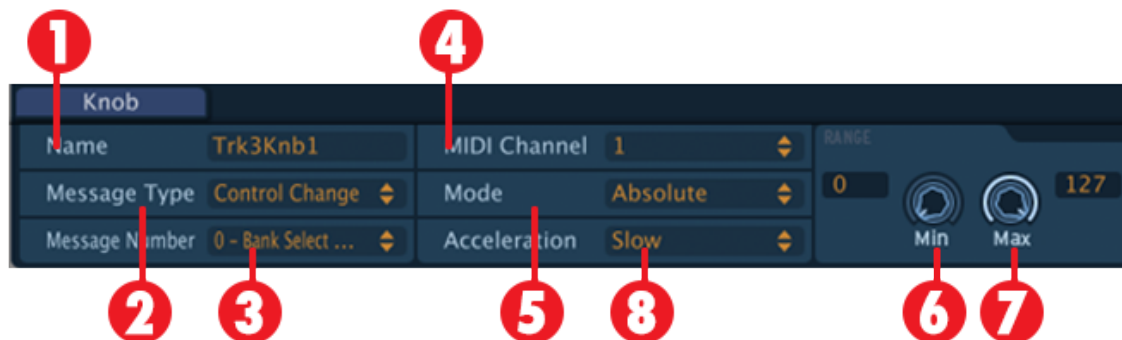 1 4
Knob
Name Trk3Knb1 MIDI Channel 1 RANGE
Message Type Control Change Mode Absolute 0 127
Message Number 0 - Bank Select ... Acceleration Slow Min Max
2 3 5 8 6 7